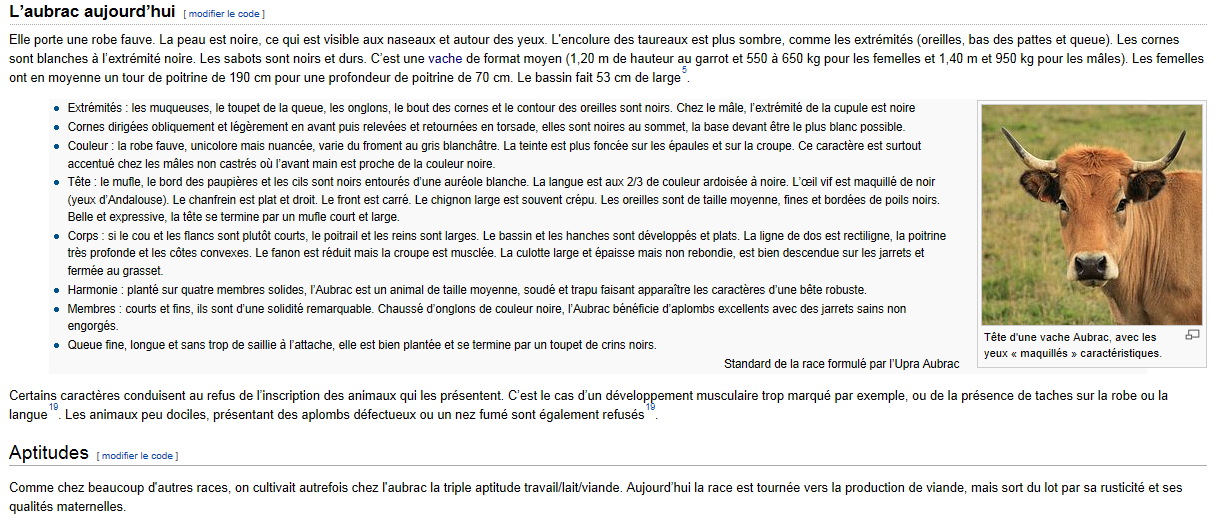 L’aubrac aujourd’hui [ modifier le code ]
Elle porte une robe fauve. La peau est noire, ce qui est visible aux naseaux et autour des yeux. L'encolure des taureaux est plus sombre, comme les extrémités (oreilles, bas des pattes et queue). Les cornes
sont blanches à l’extrémité noire. Les sabots sont noirs et durs. C’est une vache de format moyen (1,20 m de hauteur au garrot et 550 à 650 kg pour les femelles et 1,40 m et 950 kg pour les mâles). Les femelles
ont en moyenne un tour de poitrine de 190 cm pour une profondeur de poitrine de 70 cm. Le bassin fait 53 cm de large5.
• Extrémités : les muqueuses, le toupet de la queue, les onglons, le bout des cornes et le contour des oreilles sont noirs. Chez le mâle, l’extrémité de la cupule est noire
• Cornes dirigées obliquement et légèrement en avant puis relevées et retournées en torsade, elles sont noires au sommet, la base devant être le plus blanc possible.
• Couleur : la robe fauve, unicolore mais nuancée, varie du froment au gris blanchâtre. La teinte est plus foncée sur les épaules et sur la croupe. Ce caractère est surtout
accentué chez les mâles non castrés où l’avant main est proche de la couleur noire.
• Tête : le mufle, le bord des paupières et les cils sont noirs entourés d’une auréole blanche. La langue est aux 2/3 de couleur ardoisée à noire. L’œil vif est maquillé de noir
(yeux d’Andalouse). Le chanfrein est plat et droit. Le front est carré. Le chignon large est souvent crépu. Les oreilles sont de taille moyenne, fines et bordées de poils noirs.
Belle et expressive, la tête se termine par un mufle court et large.
• Corps : si le cou et les flancs sont plutôt courts, le poitrail et les reins sont larges. Le bassin et les hanches sont développés et plats. La ligne de dos est rectiligne, la poitrine
très profonde et les côtes convexes. Le fanon est réduit mais la croupe est musclée. La culotte large et épaisse mais non rebondie, est bien descendue sur les jarrets et
fermée au grasset.
• Harmonie : planté sur quatre membres solides, l’Aubrac est un animal de taille moyenne, soudé et trapu faisant apparaître les caractères d’une bête robuste.
• Membres : courts et fins, ils sont d’une solidité remarquable. Chaussé d’onglons de couleur noire, l’Aubrac bénéficie d’aplombs excellents avec des jarrets sains non
engorgés.
• Queue fine, longue et sans trop de saillie à l’attache, elle est bien plantée et se termine par un toupet de crins noirs.
Standard de la race formulé par l’Upra Aubrac
Tête d’une vache Aubrac, avec les
yeux « maquillés » caractéristiques.
Certains caractères conduisent au refus de l’inscription des animaux qui les présentent. C’est le cas d’un développement musculaire trop marqué par exemple, ou de la présence de taches sur la robe ou la
langue19. Les animaux peu dociles, présentant des aplombs défectueux ou un nez fumé sont également refusés19.
Aptitudes [ modifier le code ]
Comme chez beaucoup d'autres races, on cultivait autrefois chez l'aubrac la triple aptitude travail/lait/viande. Aujourd’hui la race est tournée vers la production de viande, mais sort du lot par sa rusticité et ses
qualités maternelles.